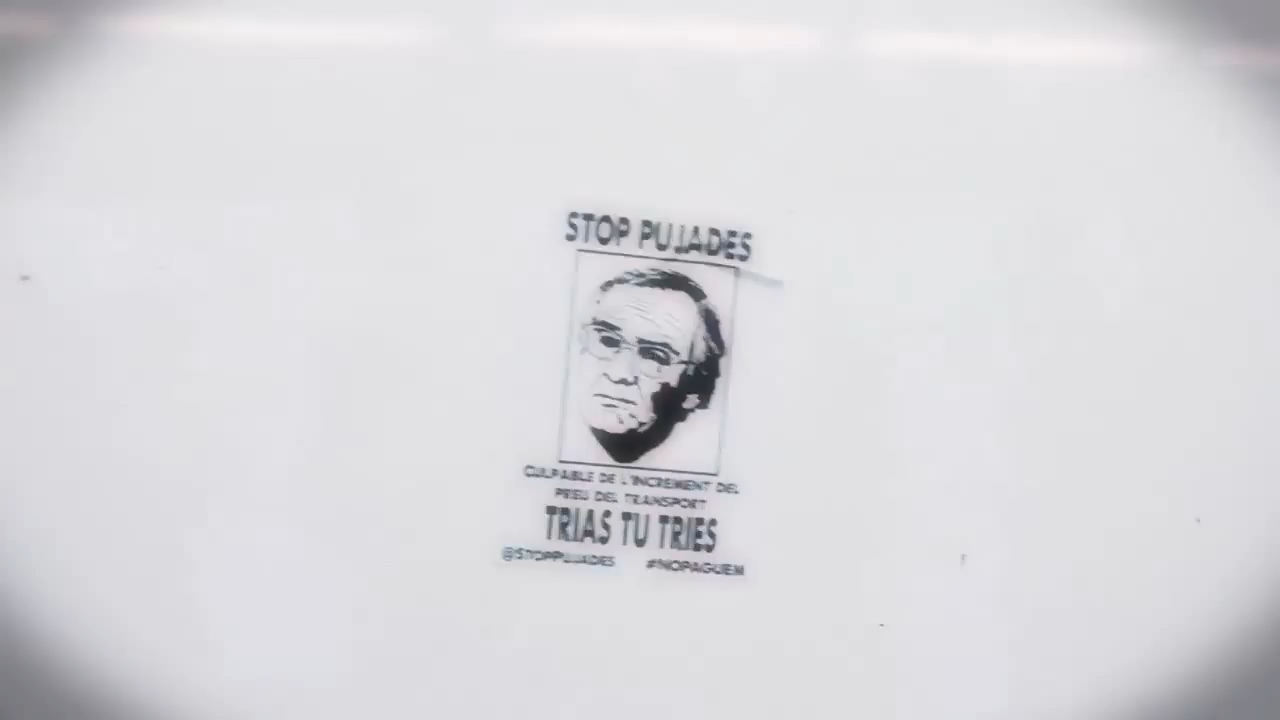 STOP PUJADES
CULPABLE DE L'INCREMENT DEL
PREU DEL TRANSPORT
TRIAS TU TRIES
@STOPPUJADES #NOPAGUEM